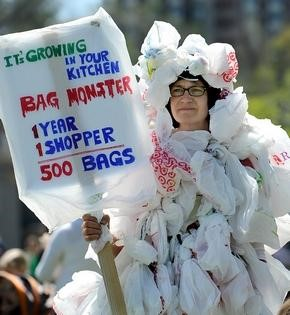 IT'S GROWING
IN YOUR
KITCHEN
BAG MONSTER
1 YEAR
1 SHOPPER
500 BAGS